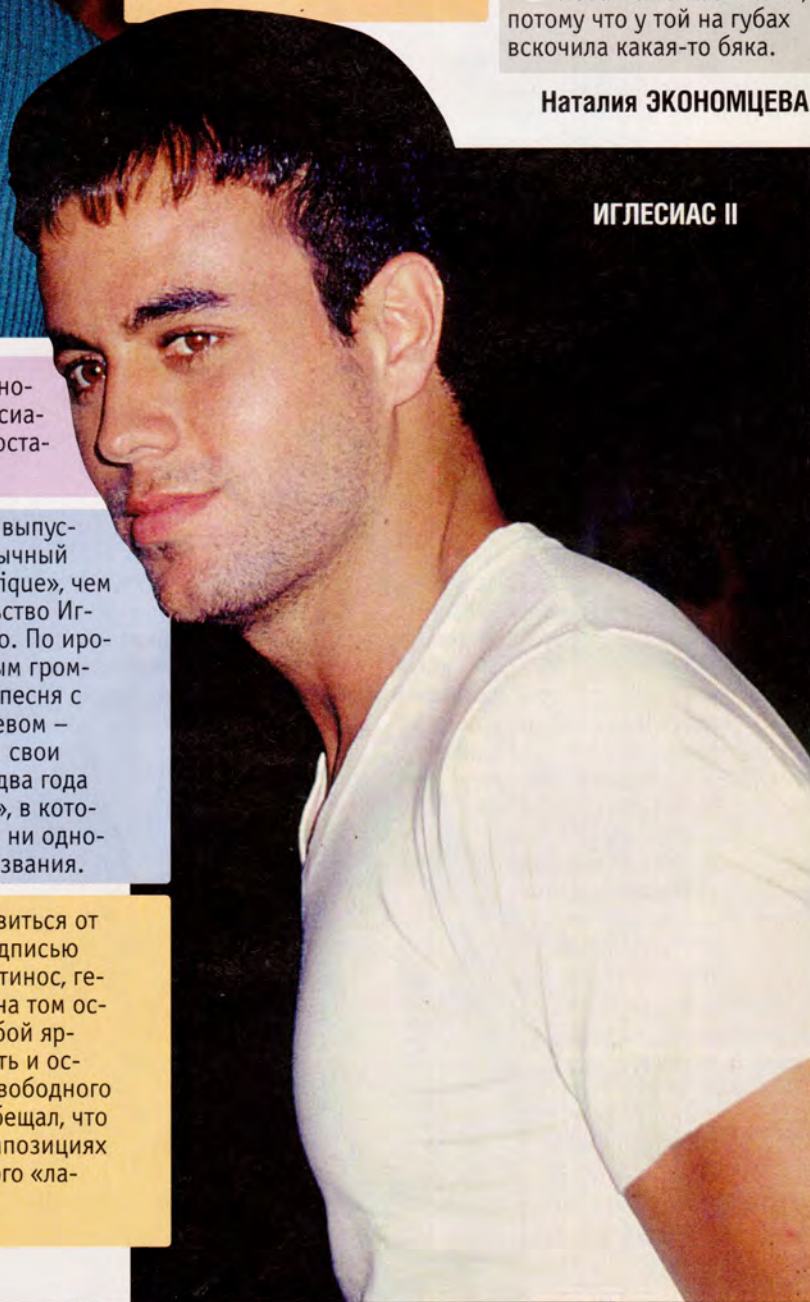 потому что у той на губах
вскочила какая-то бяка.
Наталия ЭКОНОМЦЕВА
ИГЛЕСИАС II
но-
сиа-
оста-
выпус-
ычный
ique», чем
ство Иг-
о. По иро-
ым гром-
песня с
евом –
свои
два года
», в кото-
ни одно-
звания.
виться от
дписью
тинос, ге-
на том ос-
бой яр-
ть и ос-
вободного
бещал, что
позициях
ого «ла-